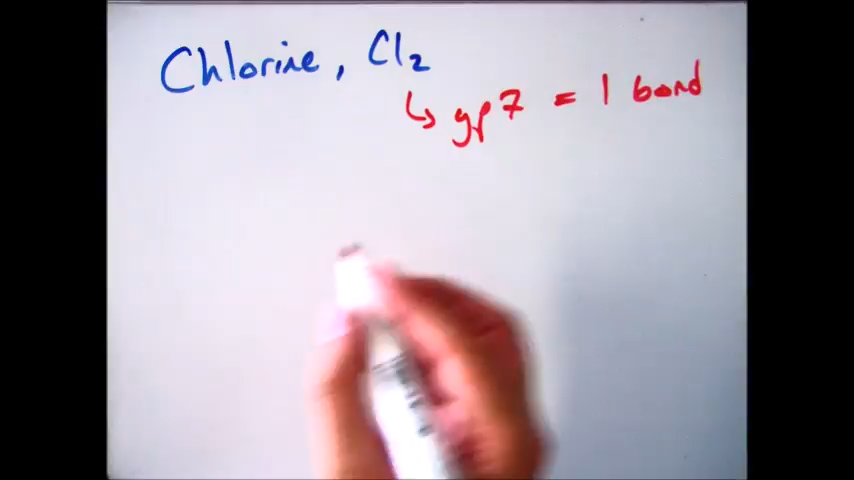 Chlorine, Cl₂
↳ gp 7 = 1 bond